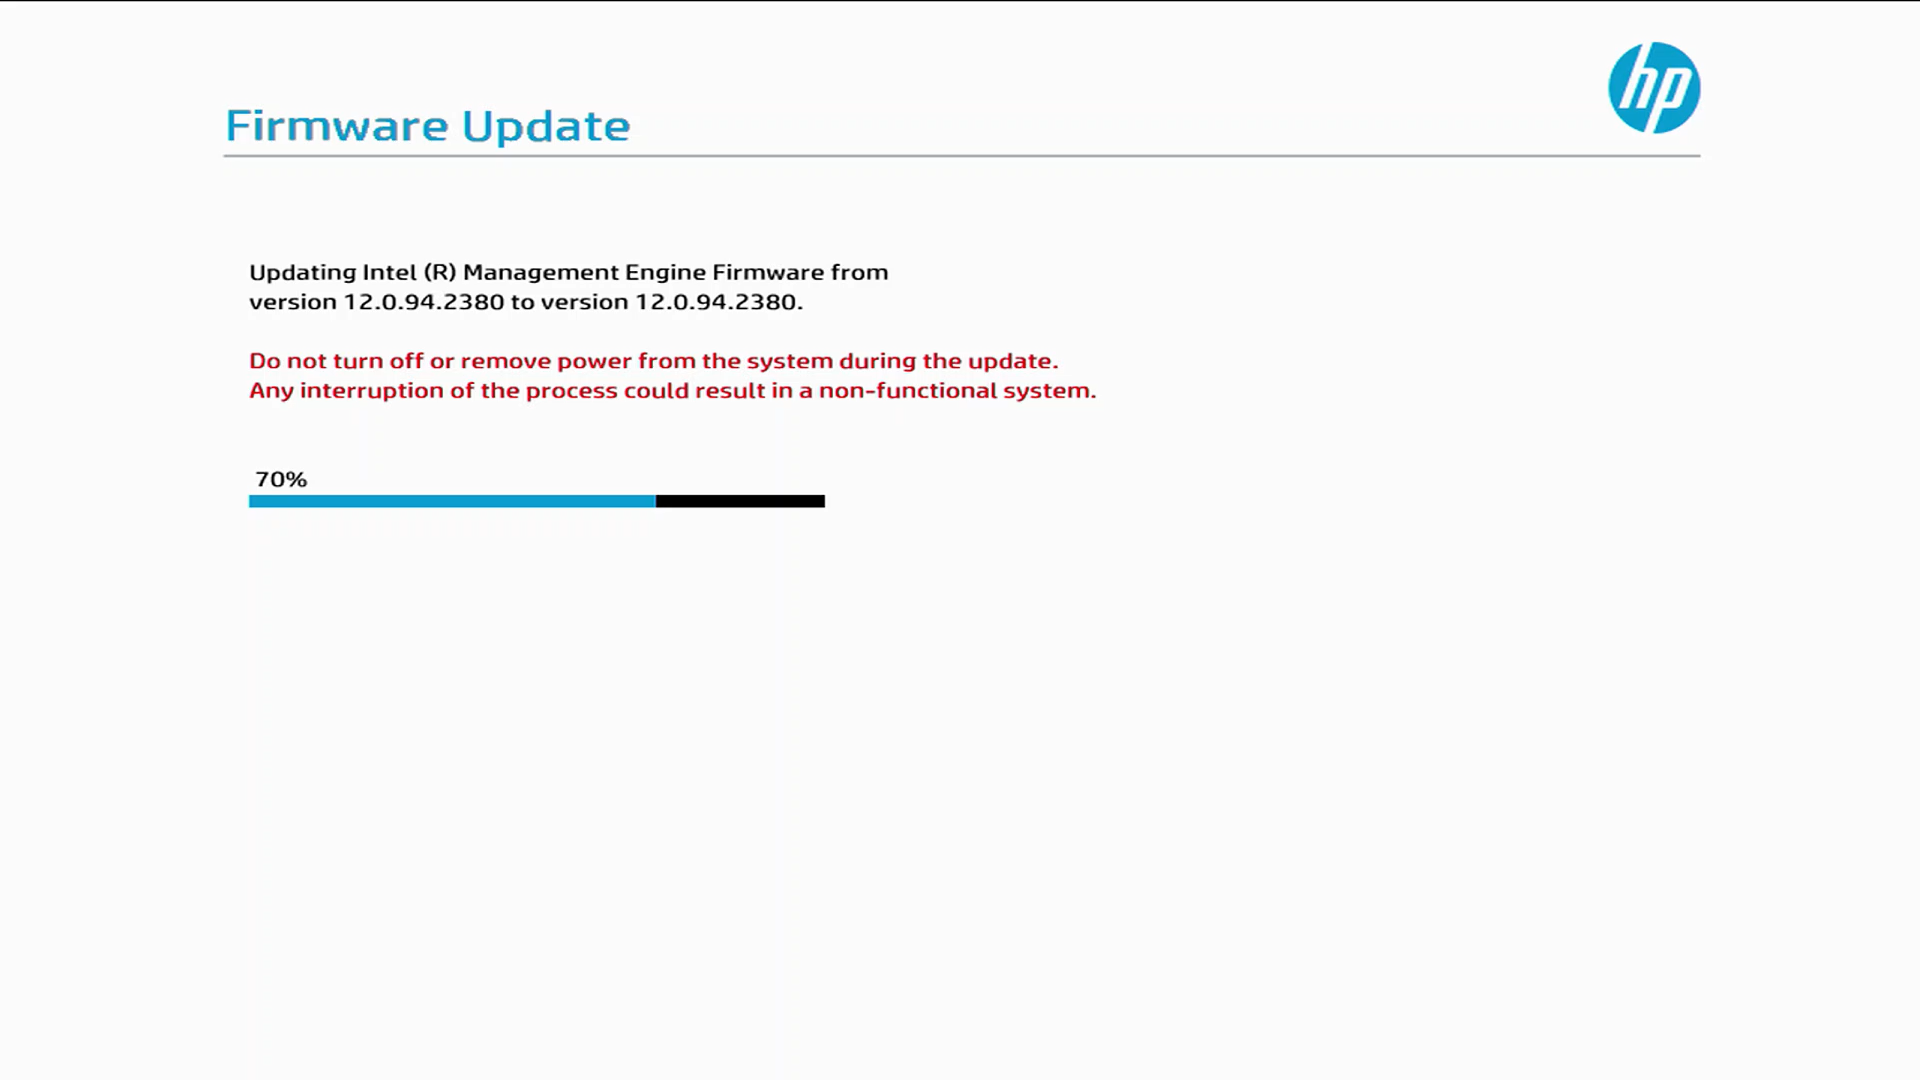 hp
Firmware Update
Updating Intel (R) Management Engine Firmware from
version 12.0.94.2380 to version 12.0.94.2380.
Do not turn off or remove power from the system during the update.
Any interruption of the process could result in a non-functional system.
70%